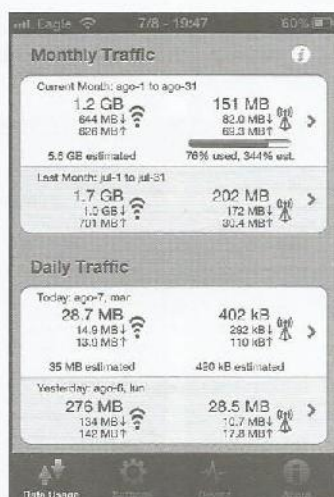 Eagle 7/8 - 19:47 60%
Monthly Traffic
Current Month: ago-1 to ago-31
1.2 GB 151 MB
644 MB↓ 82.0 MB↓
626 MB↑ 69.3 MB↑
5.6 GB estimated 76% used, 344% est.
Last Month: jul-1 to jul-31
1.7 GB 202 MB
1.0 GB↓ 172 MB↓
701 MB↑ 30.4 MB↑
Daily Traffic
Today: ago-7, mar
28.7 MB 402 kB
14.9 MB↓ 292 kB↓
13.9 MB↑ 110 kB↑
35 MB estimated 490 kB estimated
Yesterday: ago-6, lun
276 MB 28.5 MB
134 MB↓ 10.7 MB↓
142 MB↑ 17.8 MB↑
Data Usage